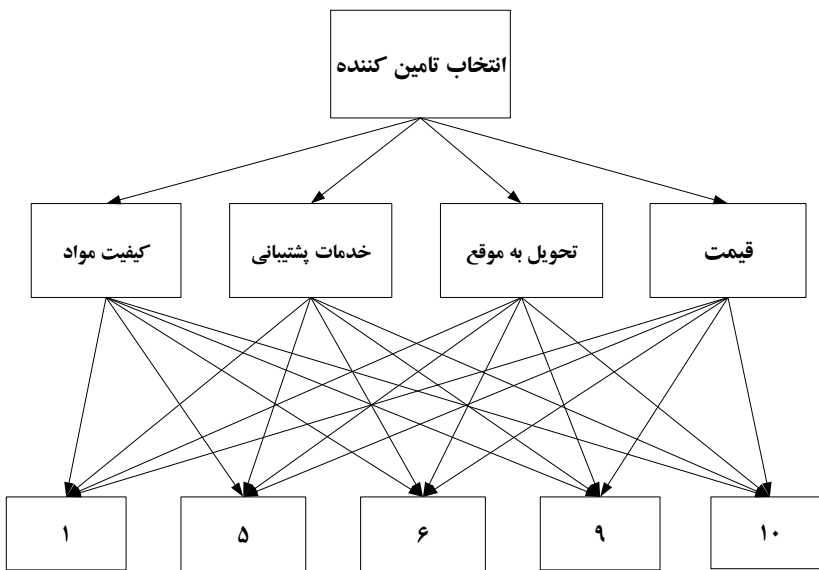 انتخاب تامین کننده
قیمت
تحویل به موقع
خدمات پشتیبانی
کیفیت مواد
۱
۵
۶
۹
۱۰